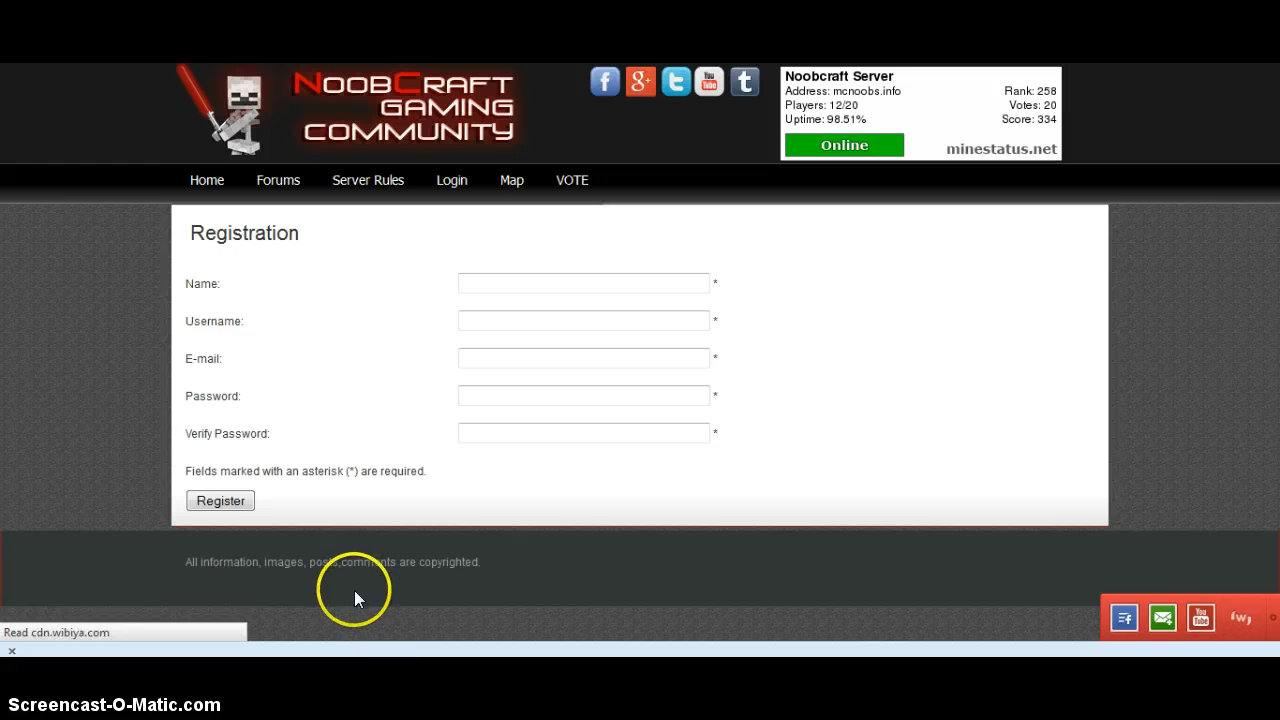 NOOBCRAFT
GAMING
COMMUNITY
Noobcraft Server
Address: mcnoobs.info
Rank: 258
Players: 12/20
Votes: 20
Uptime: 98.51%
Score: 334
Online
minestatus.net
Home Forums Server Rules Login Map VOTE
Registration
Name: *
Username: *
E-mail: *
Password: *
Verify Password: *
Fields marked with an asterisk (*) are required.
Register
All information, images, posts,comments are copyrighted.
Read cdn.wibiya.com
You Tube
Screencast-O-Matic.com